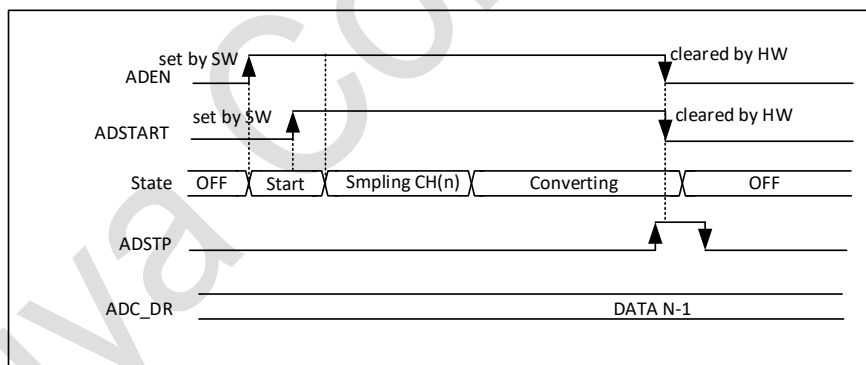 set by SW
cleared by HW
ADEN
set by SW
cleared by HW
ADSTART
State OFF Start Smpling CH(n) Converting OFF
ADSTP
ADC_DR DATA N-1